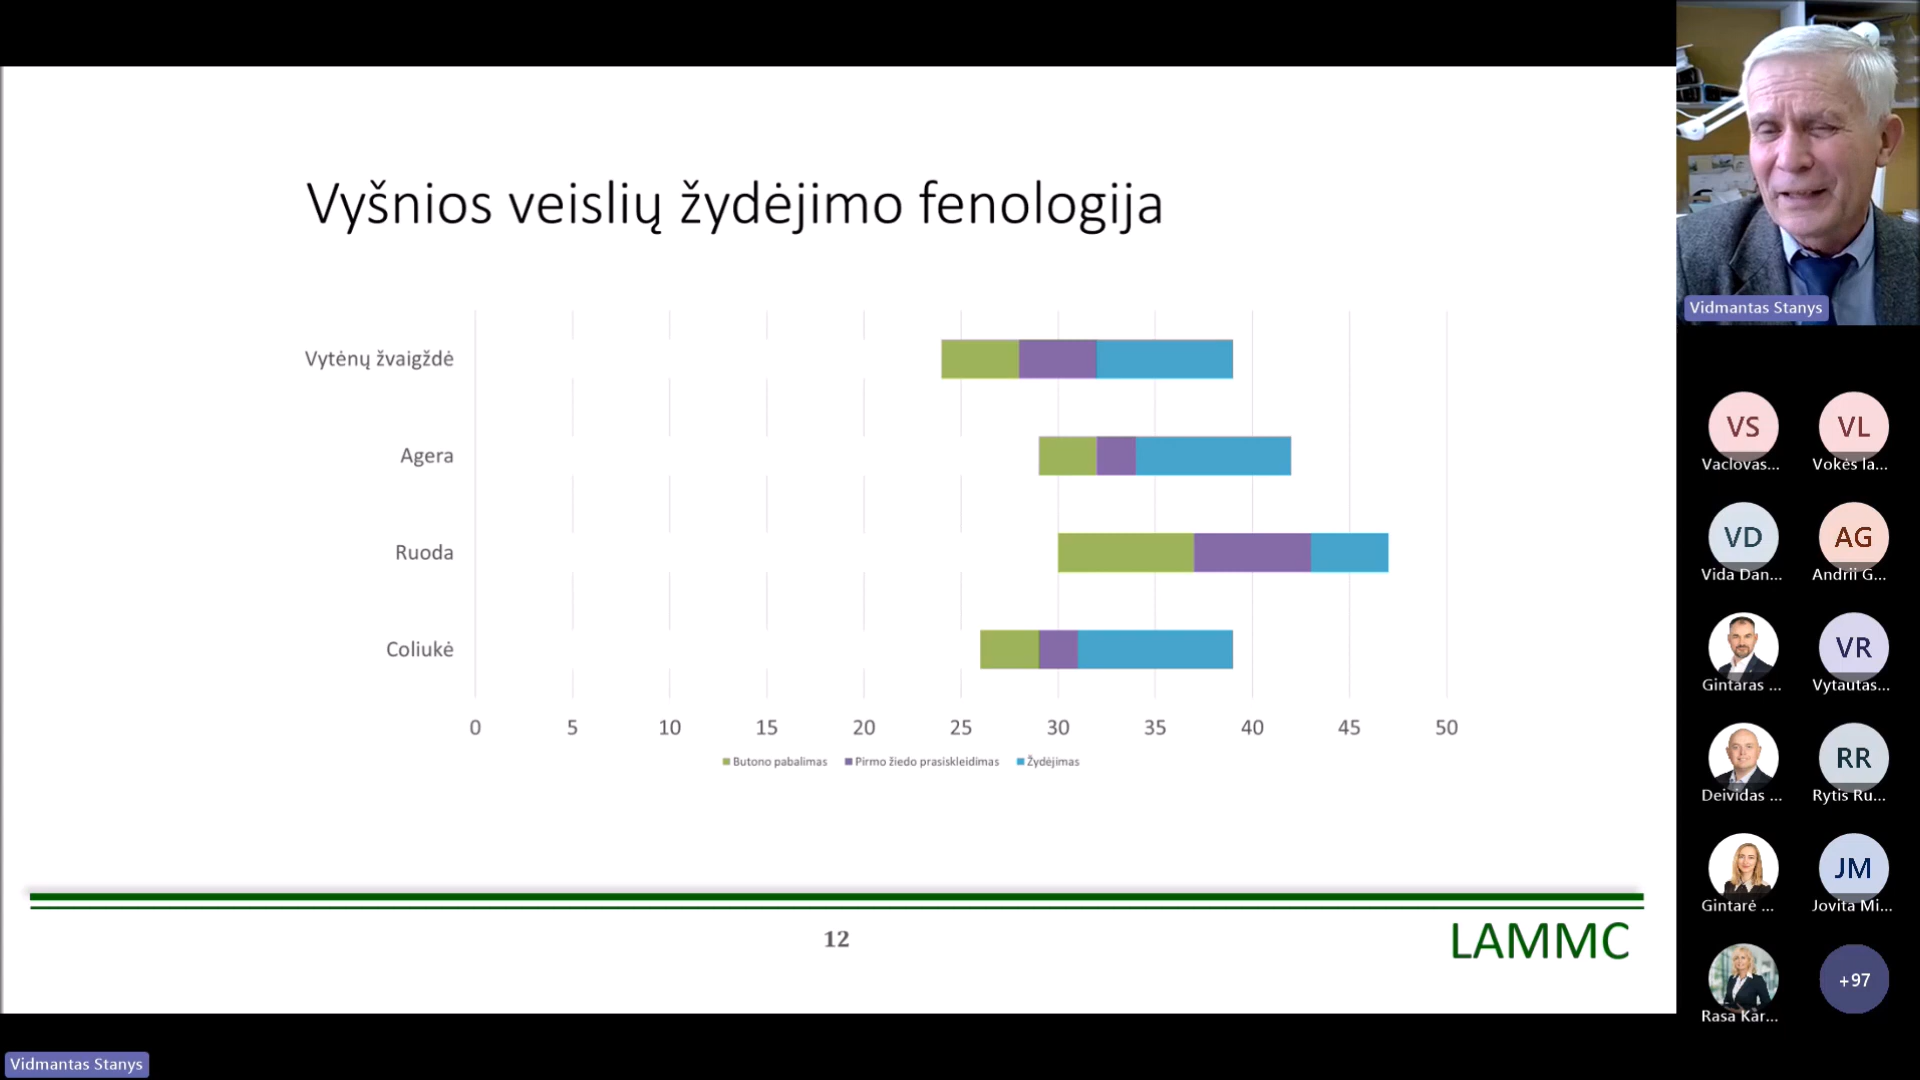 Vyšnios veislių žydėjimo fenologija
Vytėnų žvaigždė
Agera
Ruoda
Coliukė
0 5 10 15 20 25 30 35 40 45 50
Butono pabalimas Pirmo žiedo prasiskleidimas Žydėjimas
12
LAMMC
Vidmantas Stanys
Vidmantas Stanys
VS VL
Vaclovas... Vokės la...
VD AG
Vida Dan... Andrii G...
VR
Gintaras ... Vytautas...
RR
Deividas ... Rytis Ru...
JM
Gintarė ... Jovita Mi...
+97
Rasa Kar...